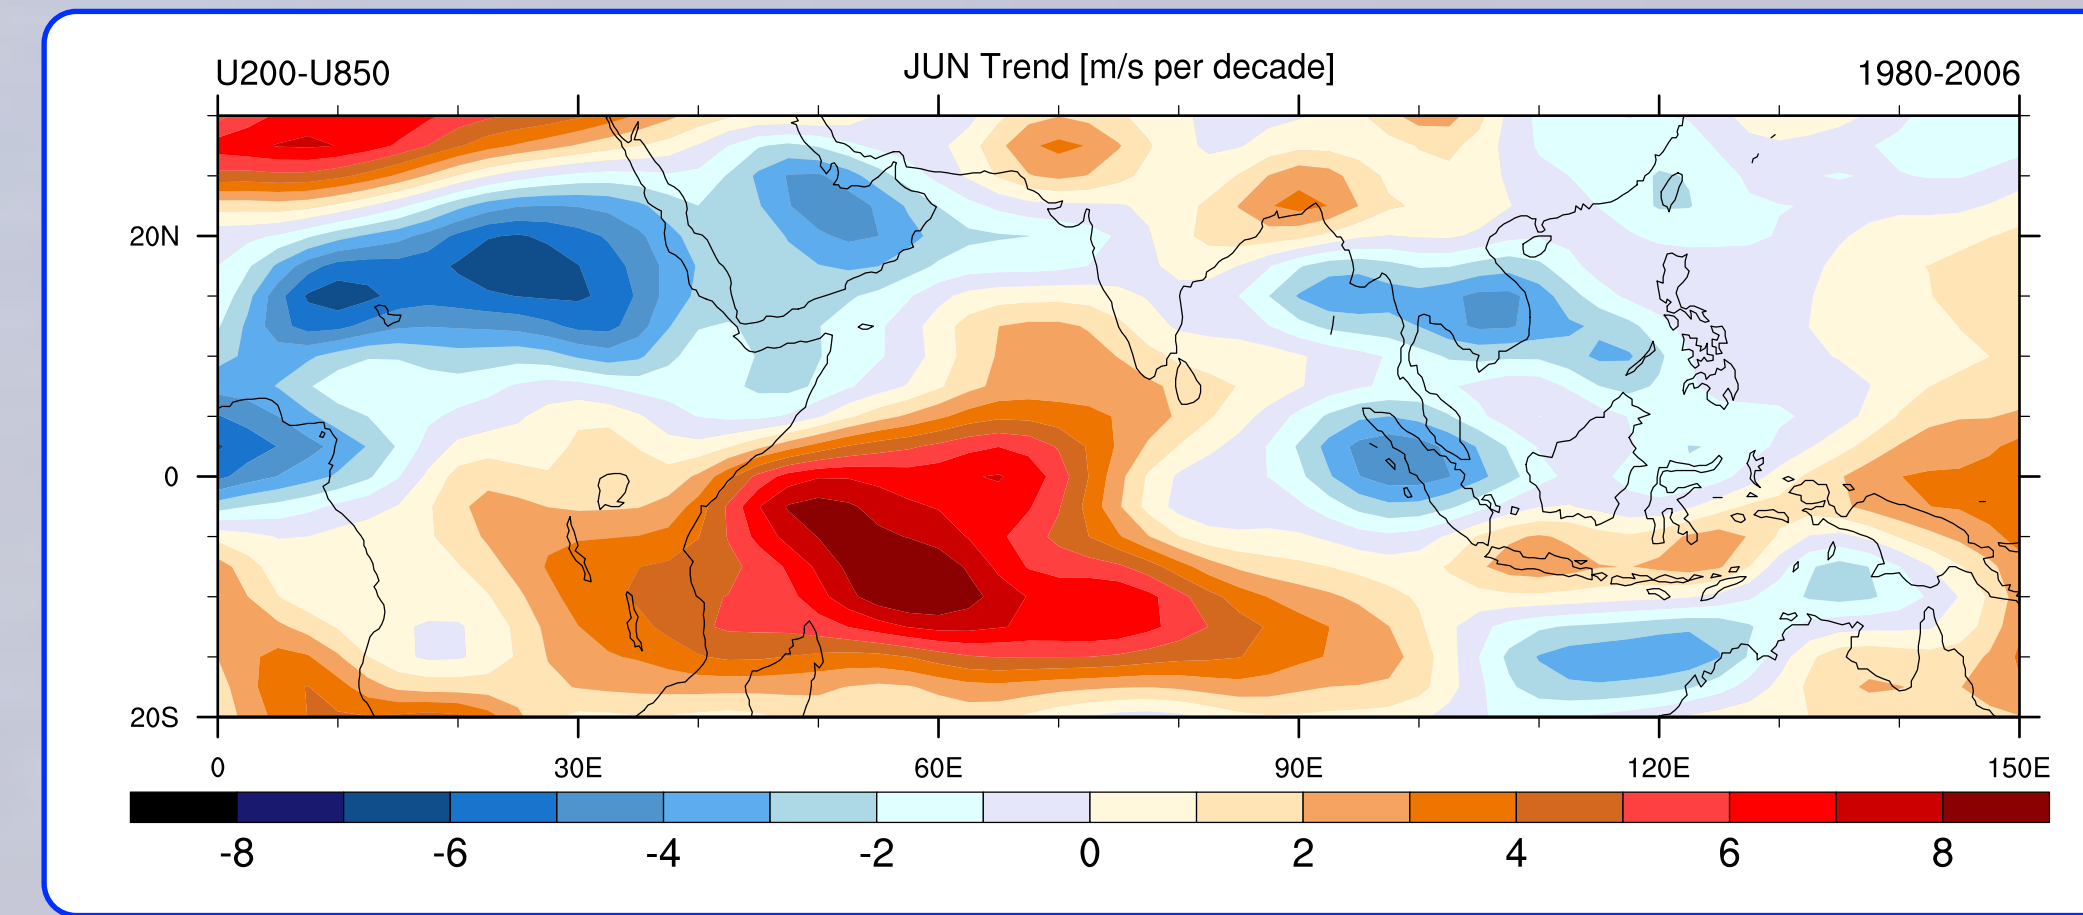 U200-U850 JUN Trend [m/s per decade] 1980-2006
20N
0
20S
0 30E 60E 90E 120E 150E
-8 -6 -4 -2 0 2 4 6 8